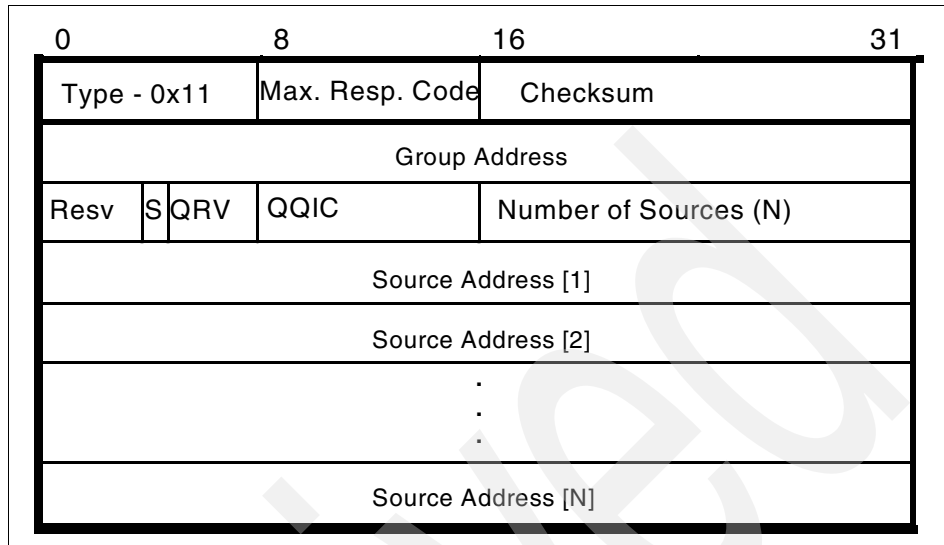 0 8 16 31
Type - 0x11 Max. Resp. Code Checksum
Group Address
Resv S QRV QQIC Number of Sources (N)
Source Address [1]
Source Address [2]
.
.
.
Source Address [N]